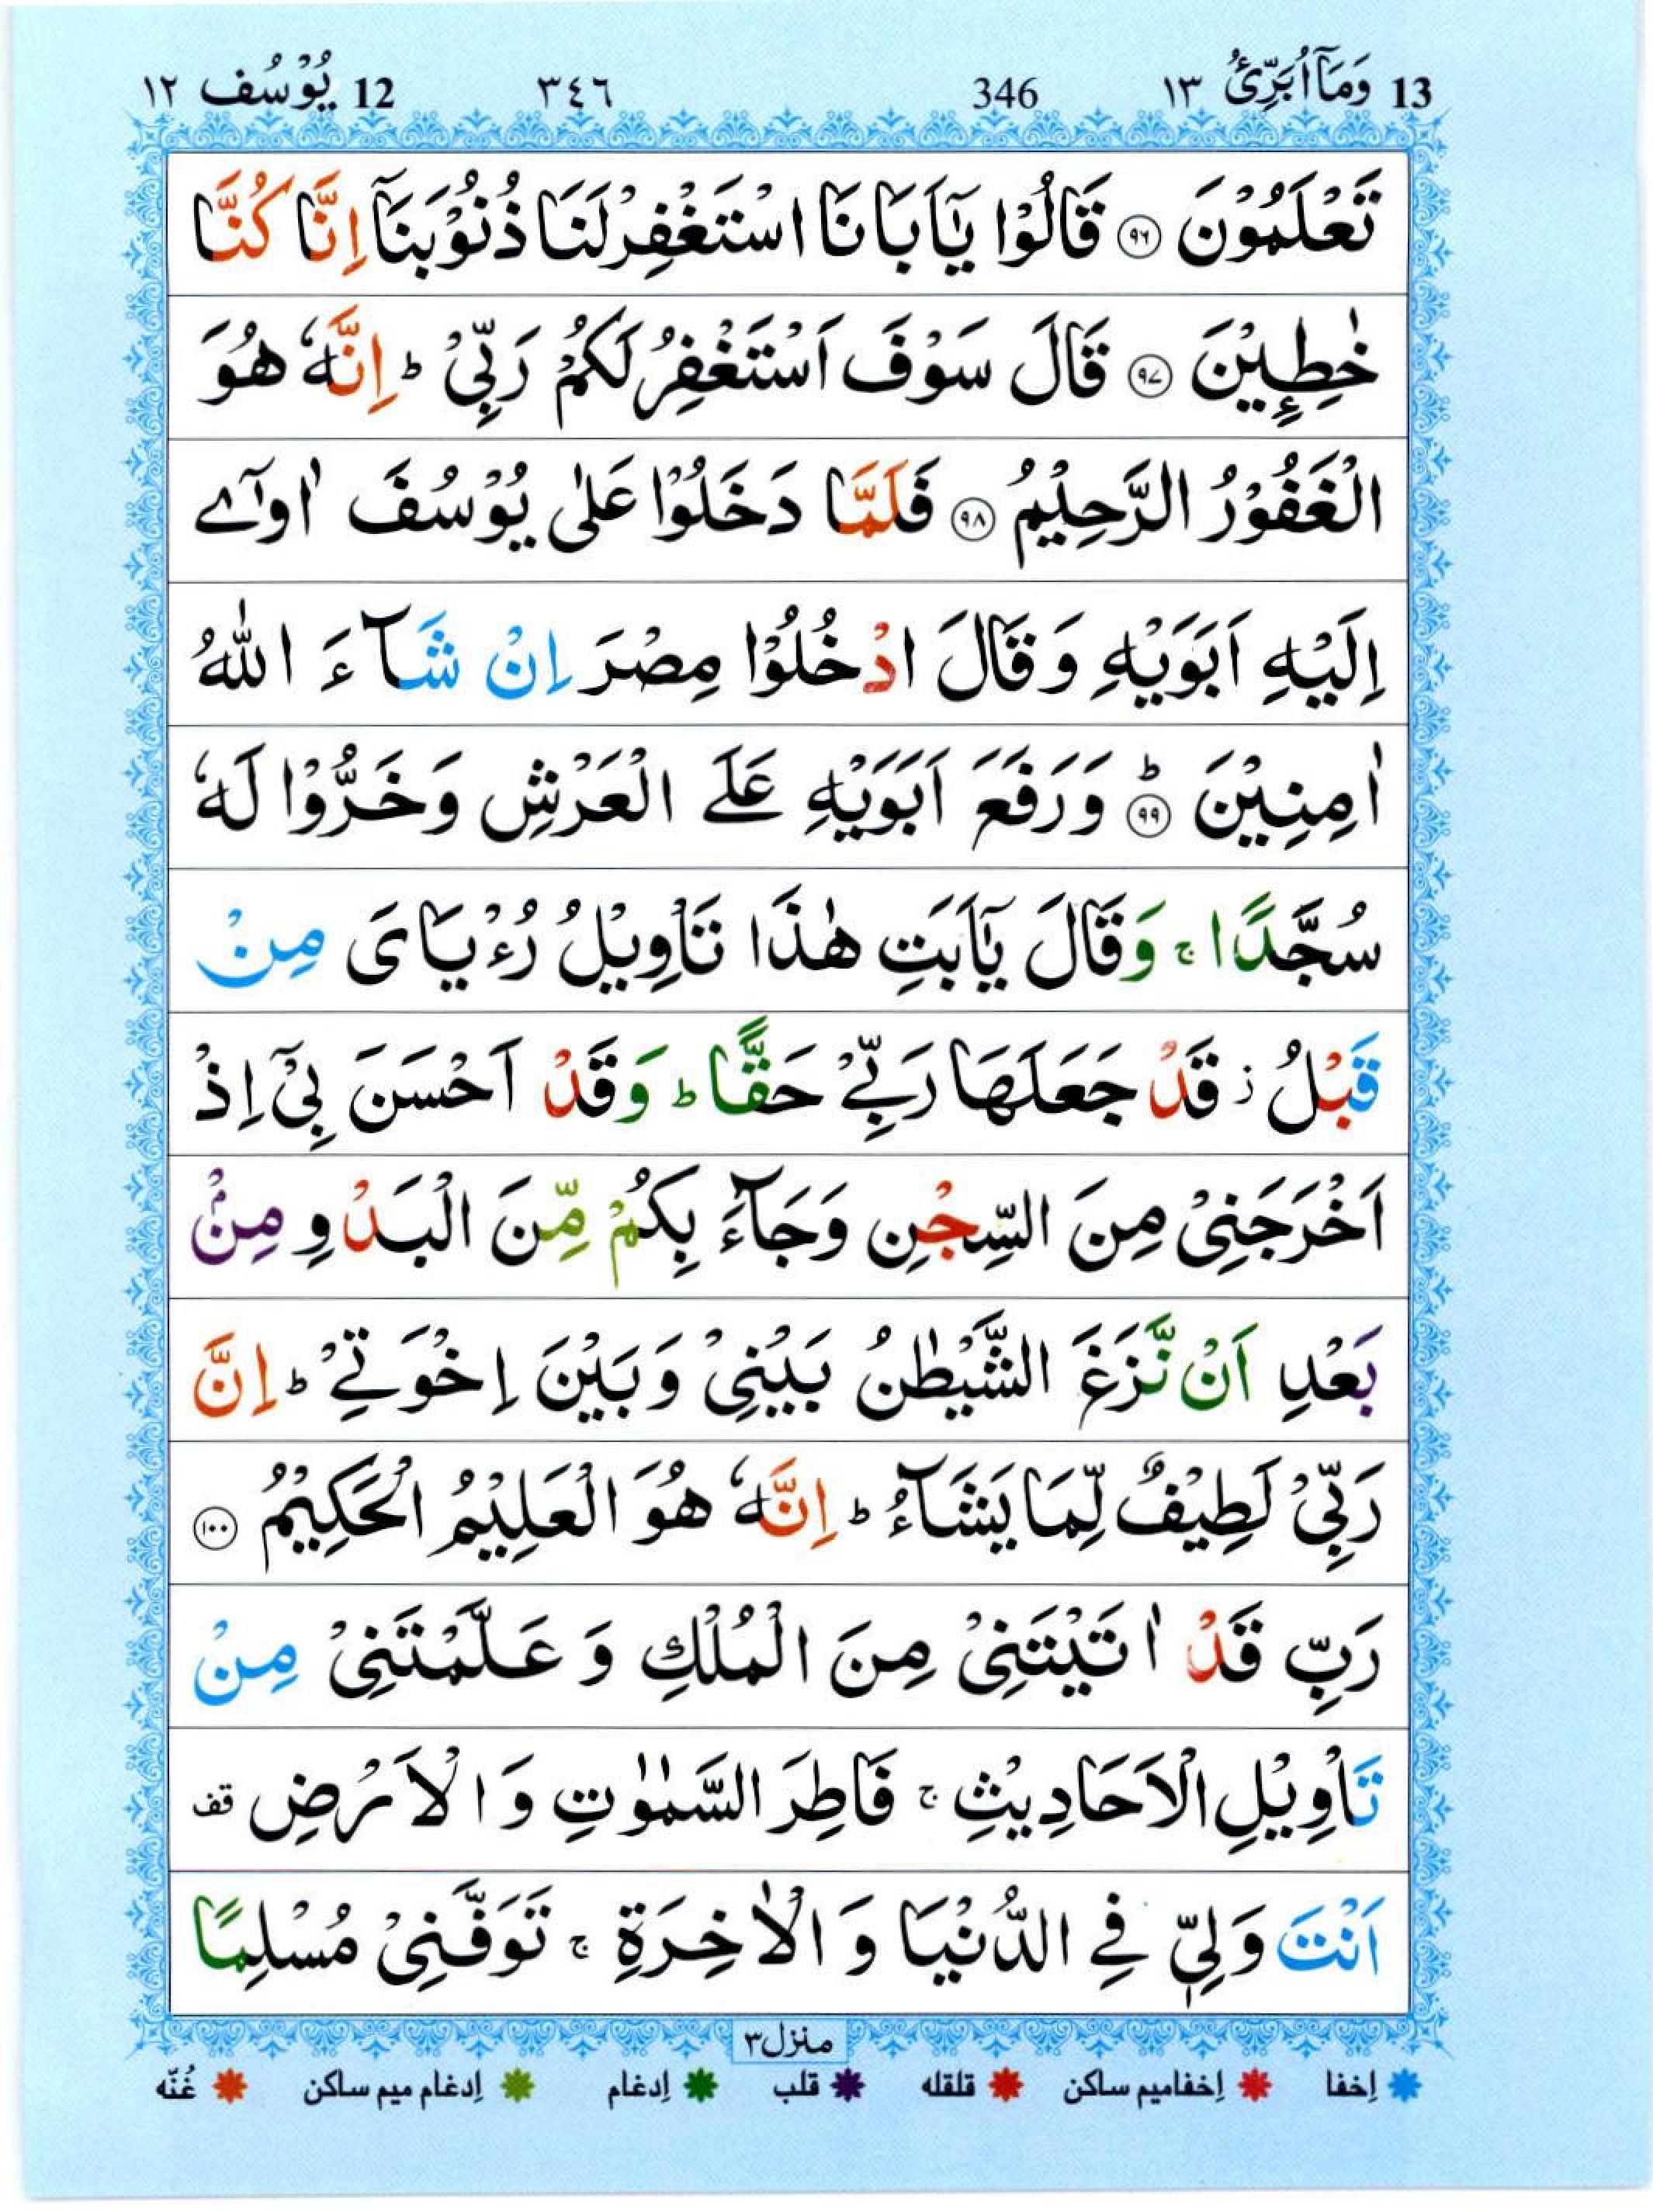 13 وَمَآ اُبَرِّئُ ١٣ 346 ٣٤٦ 12 يُوْسُف ١٢
تَعْلَمُوْنَ ۝٩٦ قَالُوْا يٰۤاَبَانَا اسْتَغْفِرْ لَنَا ذُنُوْبَنَاۤ اِنَّا كُنَّا
خٰطِـِٕيْنَ ۝٩٧ قَالَ سَوْفَ اَسْتَغْفِرُ لَكُمْ رَبِّيْ ؕ اِنَّهٗ هُوَ
الْغَفُوْرُ الرَّحِيْمُ ۝٩٨ فَلَمَّا دَخَلُوْا عَلٰى يُوْسُفَ اٰوٰۤى
اِلَيْهِ اَبَوَيْهِ وَقَالَ ادْخُلُوْا مِصْرَ اِنْ شَآءَ اللّٰهُ
اٰمِنِيْنَ ؕ۝٩٩ وَرَفَعَ اَبَوَيْهِ عَلَى الْعَرْشِ وَخَرُّوْا لَهٗ
سُجَّدًا ۚ وَقَالَ يٰۤاَبَتِ هٰذَا تَاْوِيْلُ رُءْيَايَ مِنْ
قَبْلُ ؗ قَدْ جَعَلَهَا رَبِّيْ حَقًّا ؕ وَقَدْ اَحْسَنَ بِيْۤ اِذْ
اَخْرَجَنِيْ مِنَ السِّجْنِ وَجَآءَ بِكُمْ مِّنَ الْبَدْوِ مِنْۢ
بَعْدِ اَنْ نَّزَغَ الشَّيْطٰنُ بَيْنِيْ وَبَيْنَ اِخْوَتِيْ ؕ اِنَّ
رَبِّيْ لَطِيْفٌ لِّمَا يَشَآءُ ؕ اِنَّهٗ هُوَ الْعَلِيْمُ الْحَكِيْمُ ۝١٠٠
رَبِّ قَدْ اٰتَيْتَنِيْ مِنَ الْمُلْكِ وَ عَلَّمْتَنِيْ مِنْ
تَاْوِيْلِ الْاَحَادِيْثِ ۚ فَاطِرَ السَّمٰوٰتِ وَ الْاَرْضِ قف
اَنْتَ وَلِيّٖ فِي الدُّنْيَا وَ الْاٰخِرَةِ ۚ تَوَفَّنِيْ مُسْلِمًا
منزل٣
اِخفا اِخفامیم ساکن قلقله قلب اِدغام اِدغام میم ساکن غُنّه